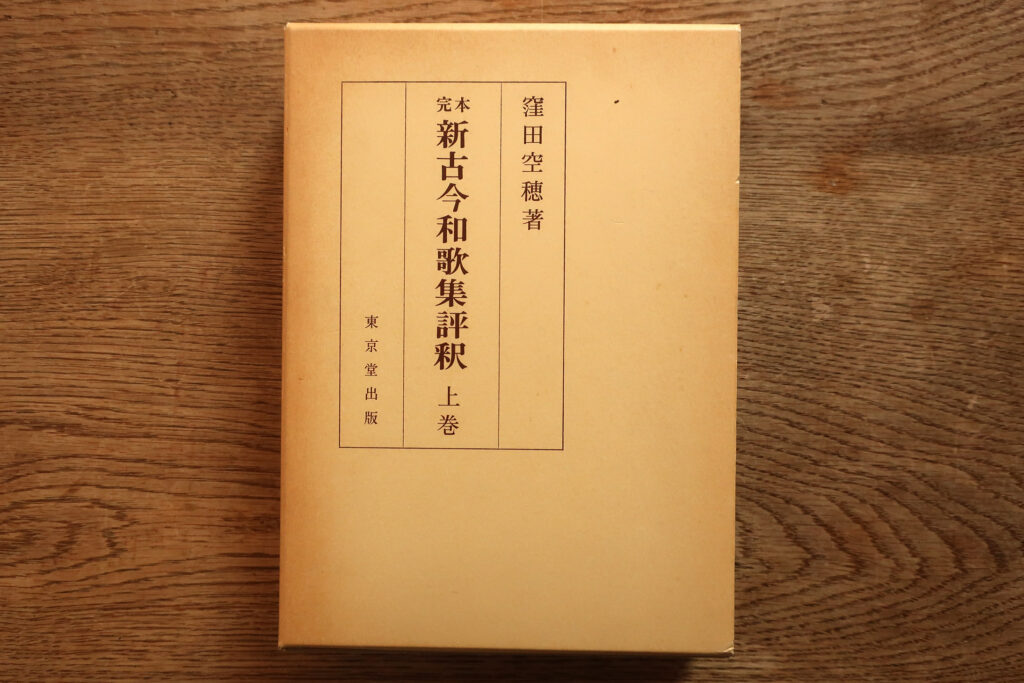 窪田空穂著
完本
新古今和歌集評釈 上巻
東京堂出版